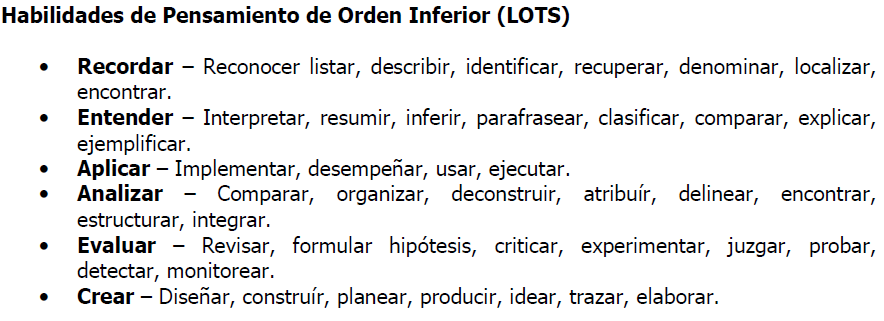 Habilidades de Pensamiento de Orden Inferior (LOTS)
• Recordar – Reconocer listar, describir, identificar, recuperar, denominar, localizar,
encontrar.
• Entender – Interpretar, resumir, inferir, parafrasear, clasificar, comparar, explicar,
ejemplificar.
• Aplicar – Implementar, desempeñar, usar, ejecutar.
• Analizar – Comparar, organizar, deconstruir, atribuír, delinear, encontrar,
estructurar, integrar.
• Evaluar – Revisar, formular hipótesis, criticar, experimentar, juzgar, probar,
detectar, monitorear.
• Crear – Diseñar, construír, planear, producir, idear, trazar, elaborar.